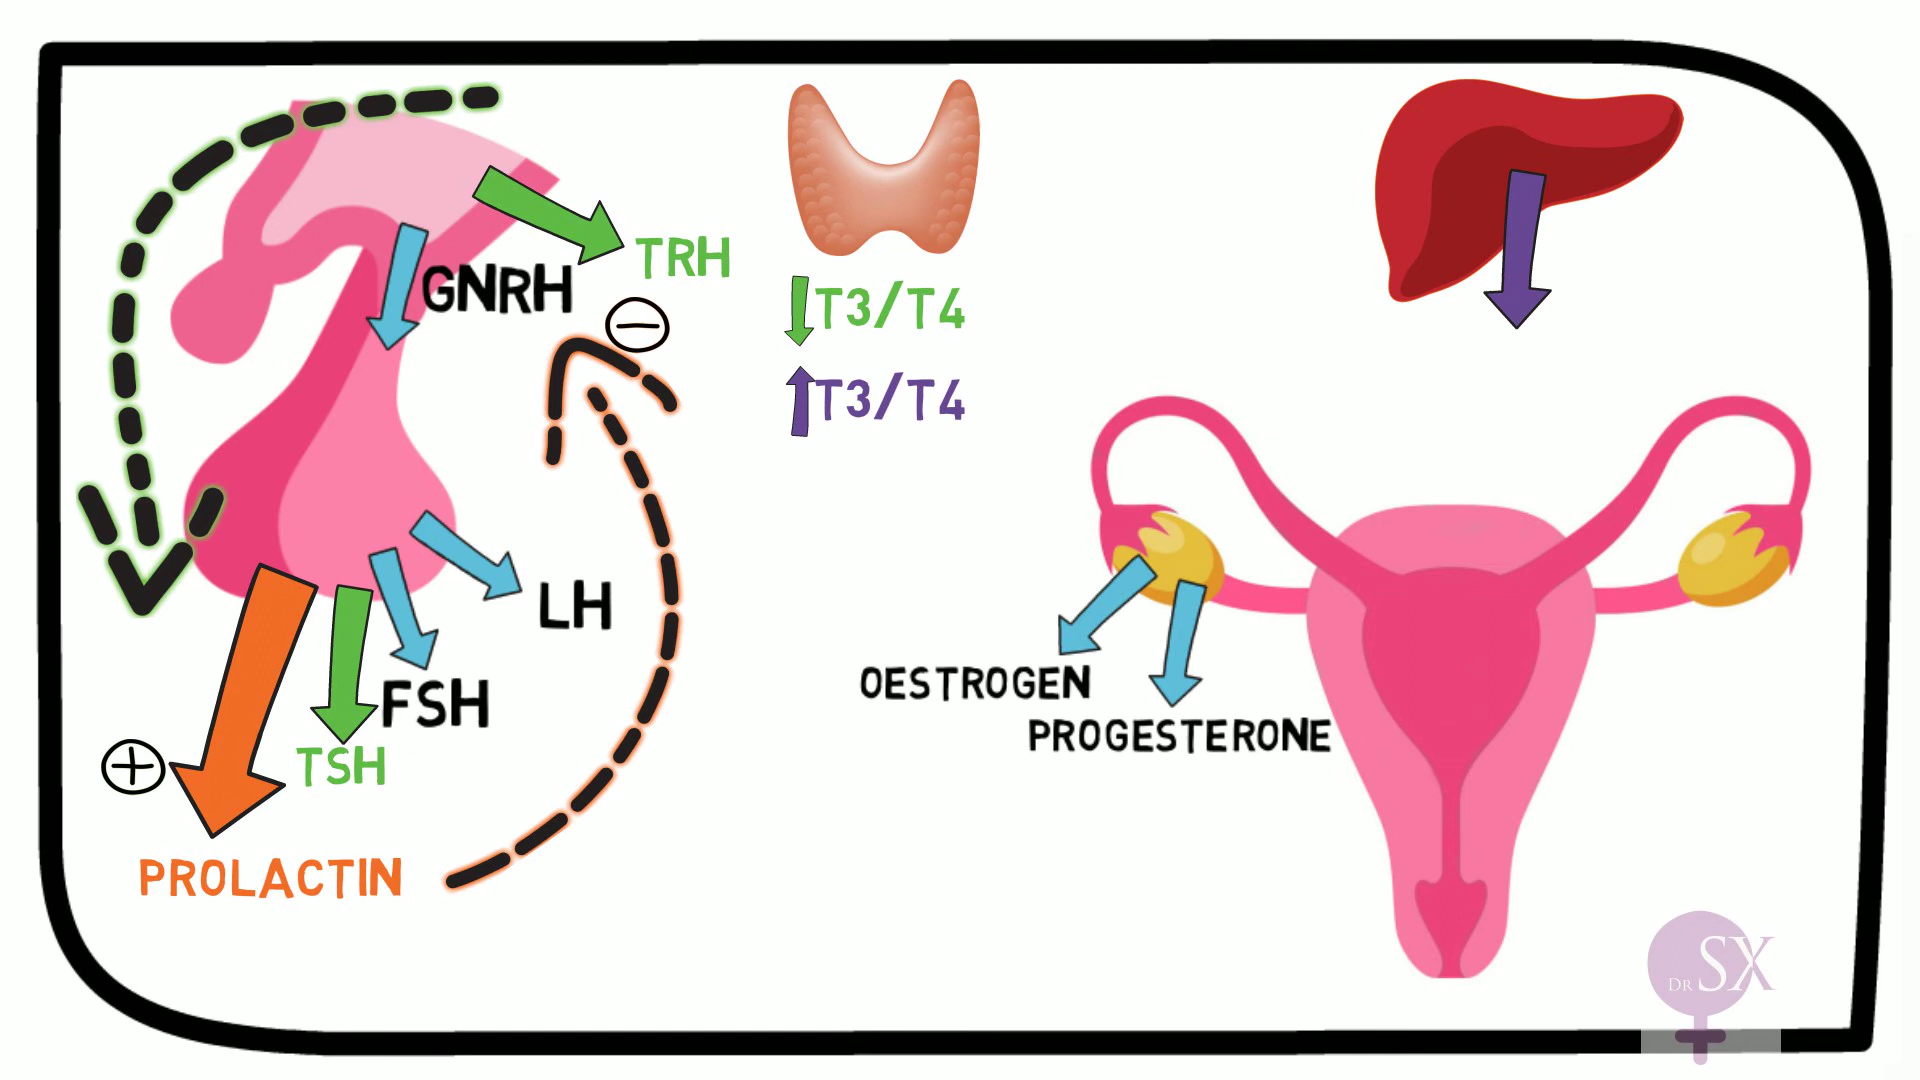 TRH
GNRH
T3/T4
T3/T4
LH
FSH
TSH
PROLACTIN
OESTROGEN
PROGESTERONE
DR SX